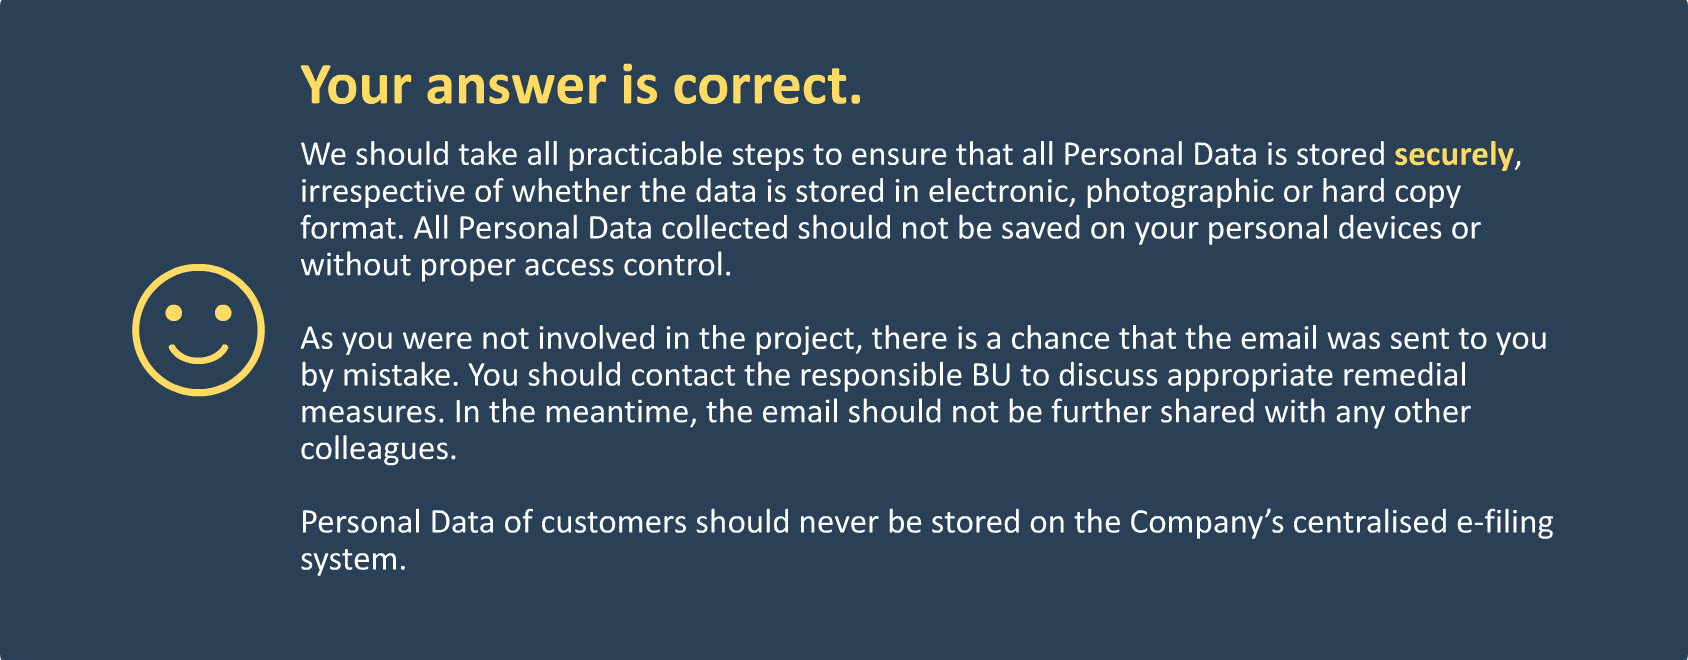 Your answer is correct.
We should take all practicable steps to ensure that all Personal Data is stored securely,
irrespective of whether the data is stored in electronic, photographic or hard copy
format. All Personal Data collected should not be saved on your personal devices or
without proper access control.
As you were not involved in the project, there is a chance that the email was sent to you
by mistake. You should contact the responsible BU to discuss appropriate remedial
measures. In the meantime, the email should not be further shared with any other
colleagues.
Personal Data of customers should never be stored on the Company’s centralised e-filing
system.